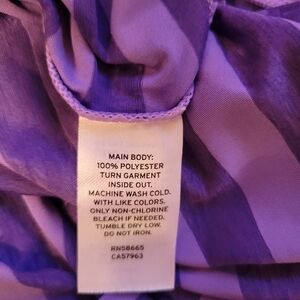 MAIN BODY:
100% POLYESTER
TURN GARMENT
INSIDE OUT.
MACHINE WASH COLD.
WITH LIKE COLORS.
ONLY NON-CHLORINE
BLEACH IF NEEDED.
TUMBLE DRY LOW.
DO NOT IRON.
RN58665
CA57963